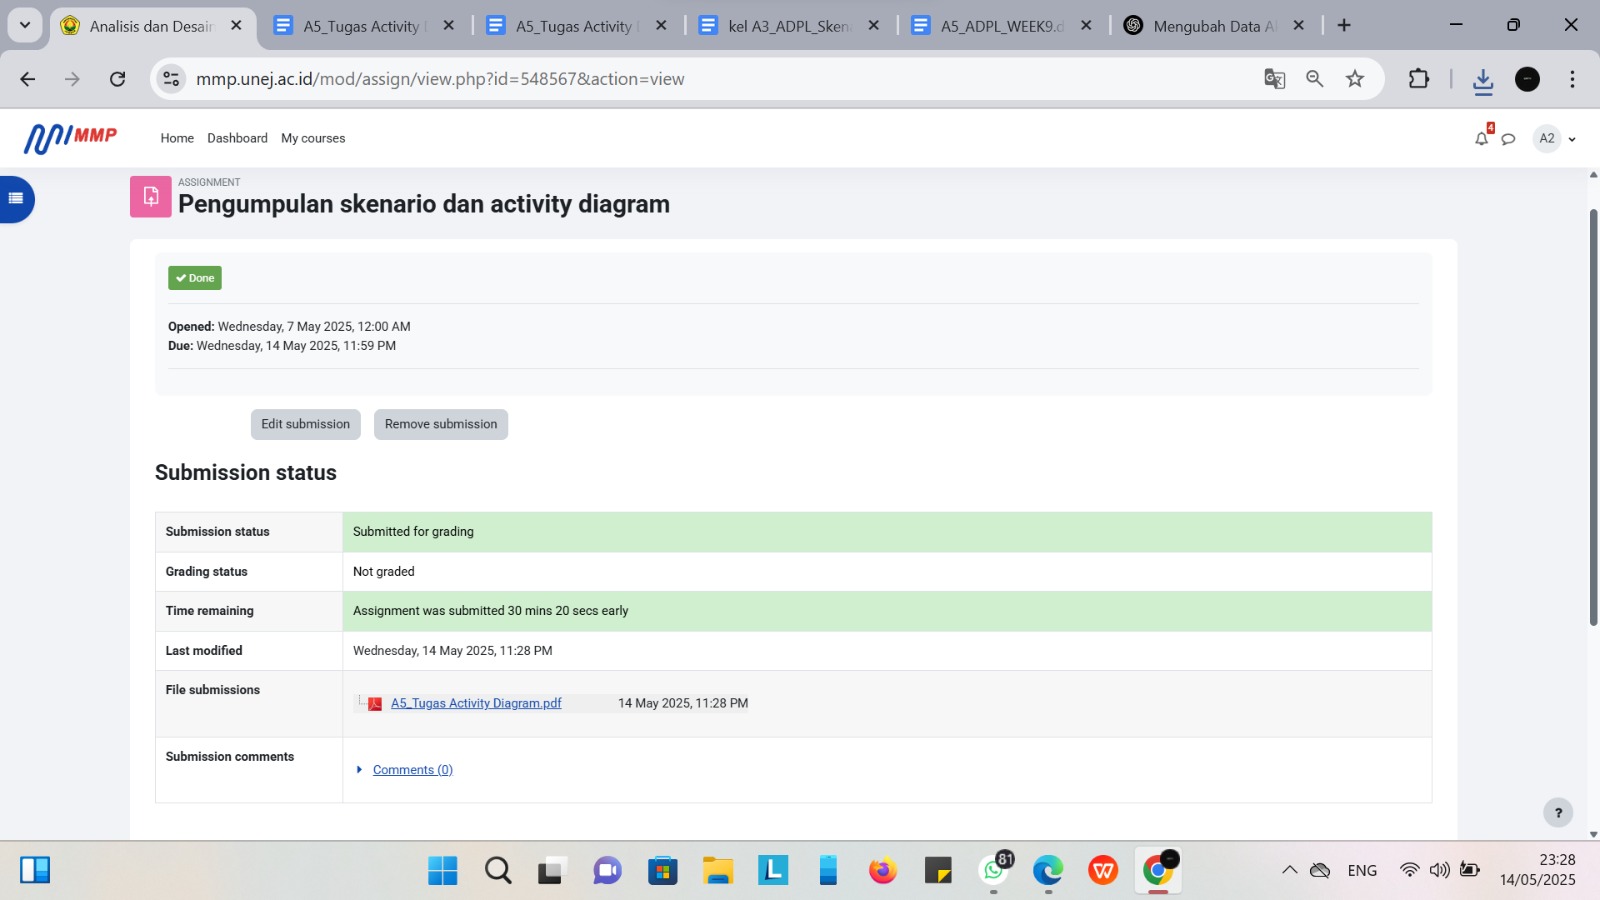 Analisis dan Desain
A5_Tugas Activity
A5_Tugas Activity
kel A3_ADPL_Sken
A5_ADPL_WEEK9.d
Mengubah Data A
mmp.unej.ac.id/mod/assign/view.php?id=548567&action=view
MMP
Home
Dashboard
My courses
4
A2
ASSIGNMENT
Pengumpulan skenario dan activity diagram
Done
Opened: Wednesday, 7 May 2025, 12:00 AM
Due: Wednesday, 14 May 2025, 11:59 PM
Edit submission
Remove submission
Submission status
Submission status
Submitted for grading
Grading status
Not graded
Time remaining
Assignment was submitted 30 mins 20 secs early
Last modified
Wednesday, 14 May 2025, 11:28 PM
File submissions
A5_Tugas Activity Diagram.pdf
14 May 2025, 11:28 PM
Submission comments
Comments (0)
?
81
ENG
23:28
14/05/2025